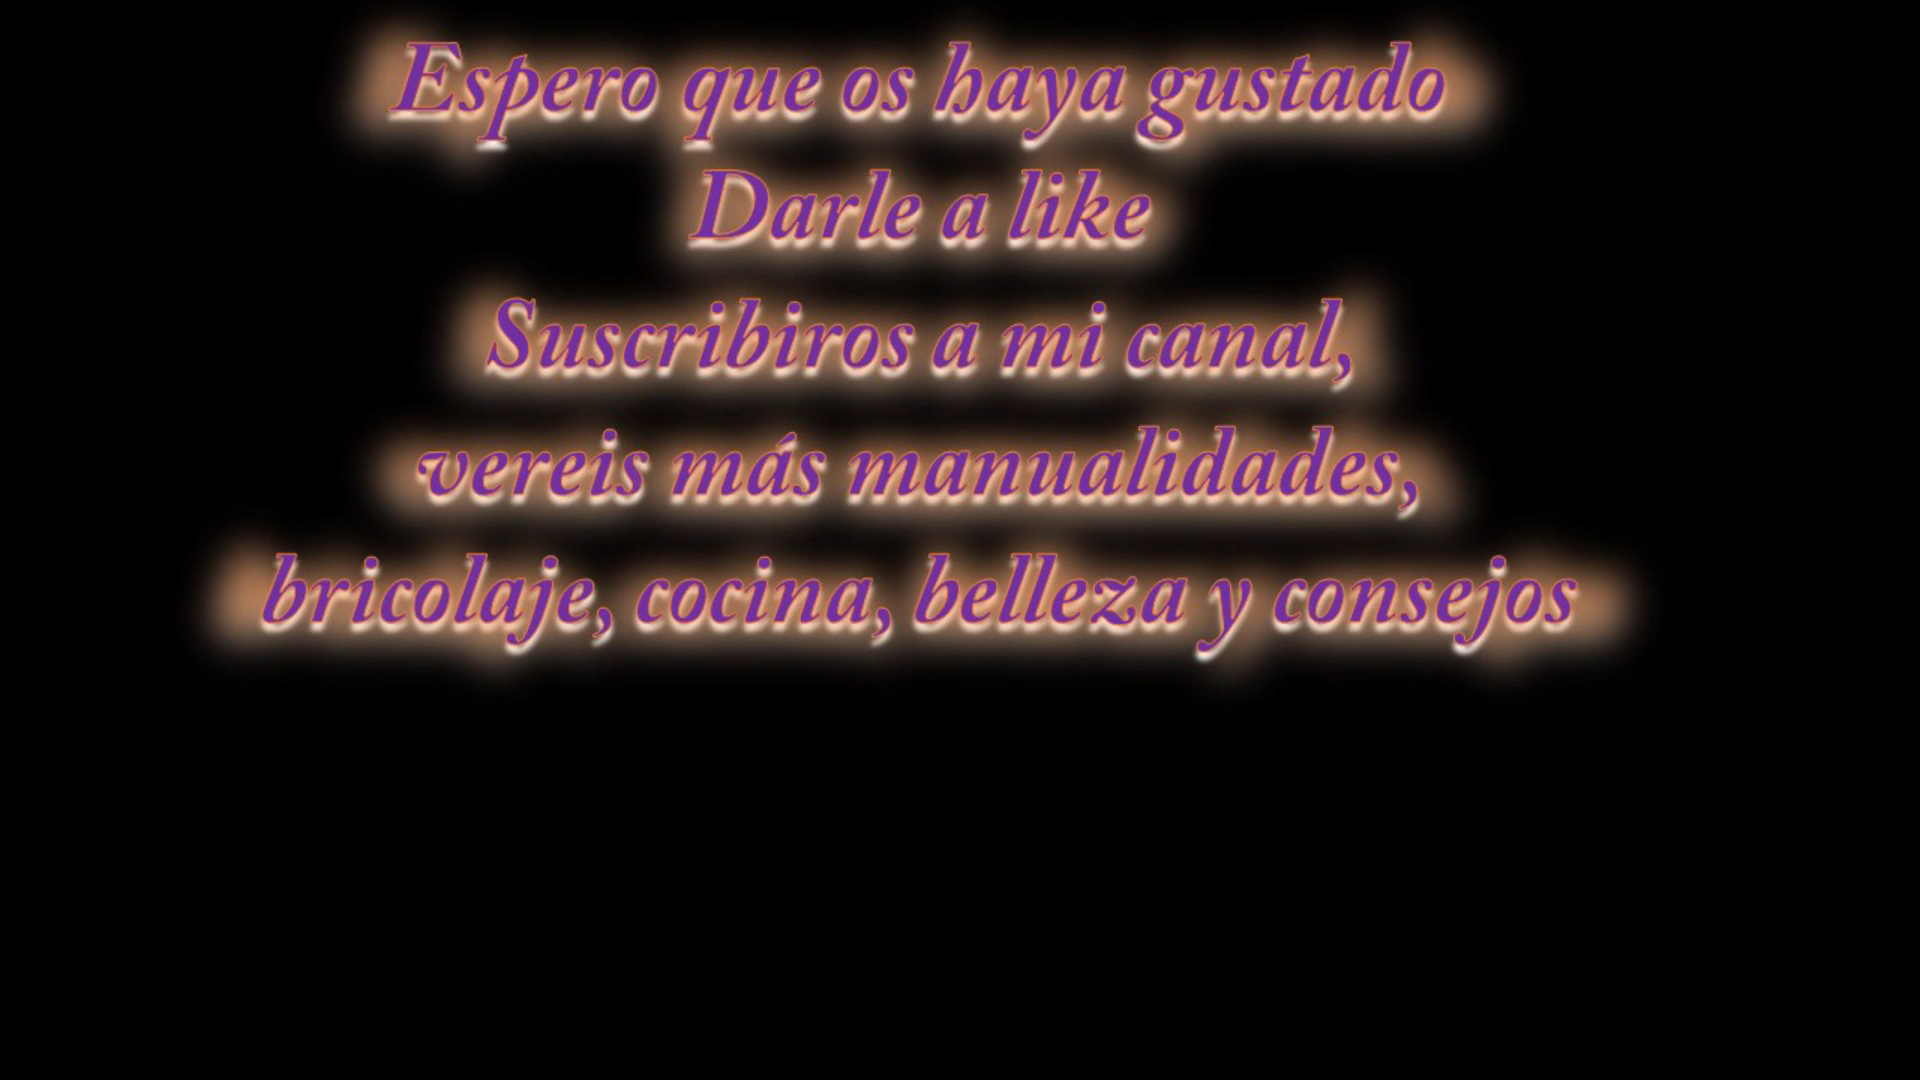 Espero que os haya gustado
Darle a like
Suscribiros a mi canal,
vereis más manualidades,
bricolaje, cocina, belleza y consejos